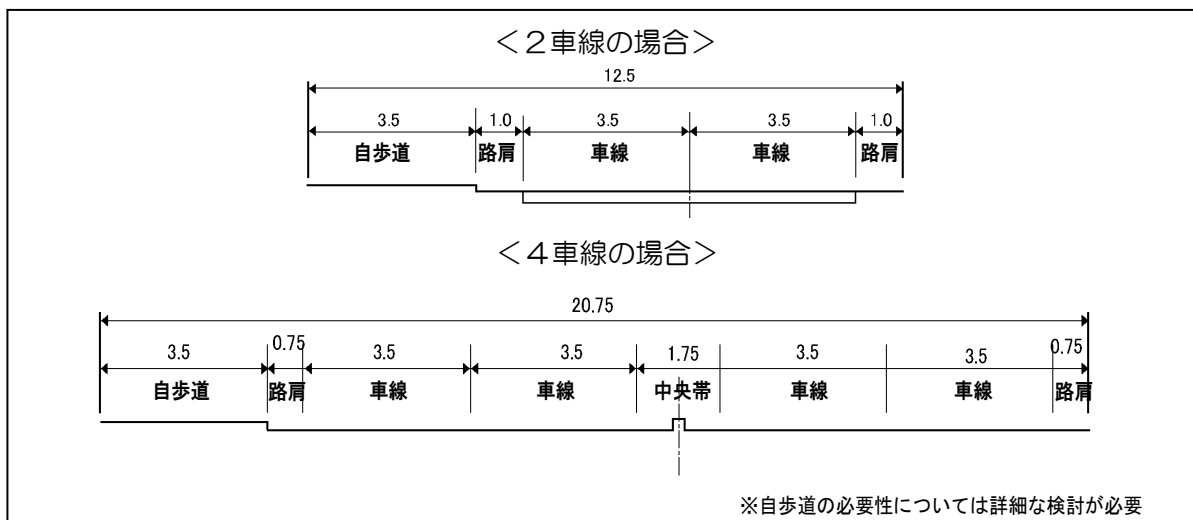 ＜２車線の場合＞
12.5
3.5 1.0 3.5 3.5 1.0
自歩道 路肩 車線 車線 路肩
＜４車線の場合＞
20.75
3.5 0.75 3.5 3.5 1.75 3.5 3.5 0.75
自歩道 路肩 車線 車線 中央帯 車線 車線 路肩
※自歩道の必要性については詳細な検討が必要